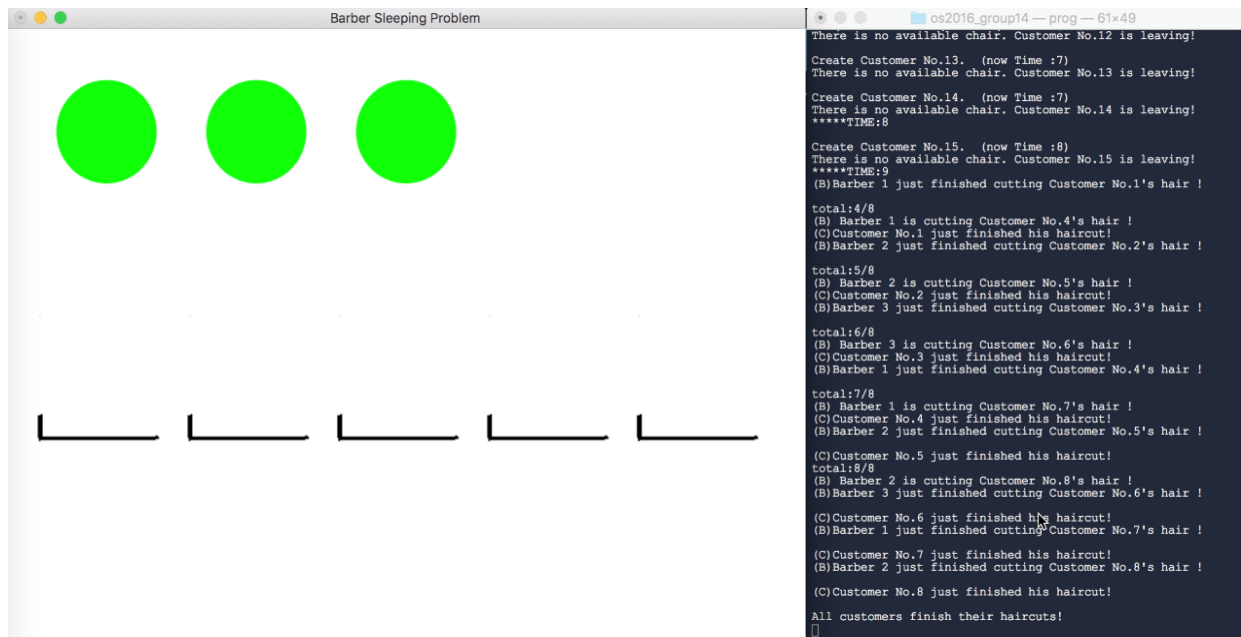 Barber Sleeping Problem
os2016_group14 — prog — 61×49
There is no available chair. Customer No.12 is leaving!
Create Customer No.13.  (now Time :7)
There is no available chair. Customer No.13 is leaving!
Create Customer No.14.  (now Time :7)
There is no available chair. Customer No.14 is leaving!
*****TIME:8
Create Customer No.15.  (now Time :8)
There is no available chair. Customer No.15 is leaving!
*****TIME:9
(B)Barber 1 just finished cutting Customer No.1's hair !
total:4/8
(B) Barber 1 is cutting Customer No.4's hair !
(C)Customer No.1 just finished his haircut!
(B)Barber 2 just finished cutting Customer No.2's hair !
total:5/8
(B) Barber 2 is cutting Customer No.5's hair !
(C)Customer No.2 just finished his haircut!
(B)Barber 3 just finished cutting Customer No.3's hair !
total:6/8
(B) Barber 3 is cutting Customer No.6's hair !
(C)Customer No.3 just finished his haircut!
(B)Barber 1 just finished cutting Customer No.4's hair !
total:7/8
(B) Barber 1 is cutting Customer No.7's hair !
(C)Customer No.4 just finished his haircut!
(B)Barber 2 just finished cutting Customer No.5's hair !
(C)Customer No.5 just finished his haircut!
total:8/8
(B) Barber 2 is cutting Customer No.8's hair !
(B)Barber 3 just finished cutting Customer No.6's hair !
(C)Customer No.6 just finished his haircut!
(B)Barber 1 just finished cutting Customer No.7's hair !
(C)Customer No.7 just finished his haircut!
(B)Barber 2 just finished cutting Customer No.8's hair !
(C)Customer No.8 just finished his haircut!
All customers finish their haircuts!